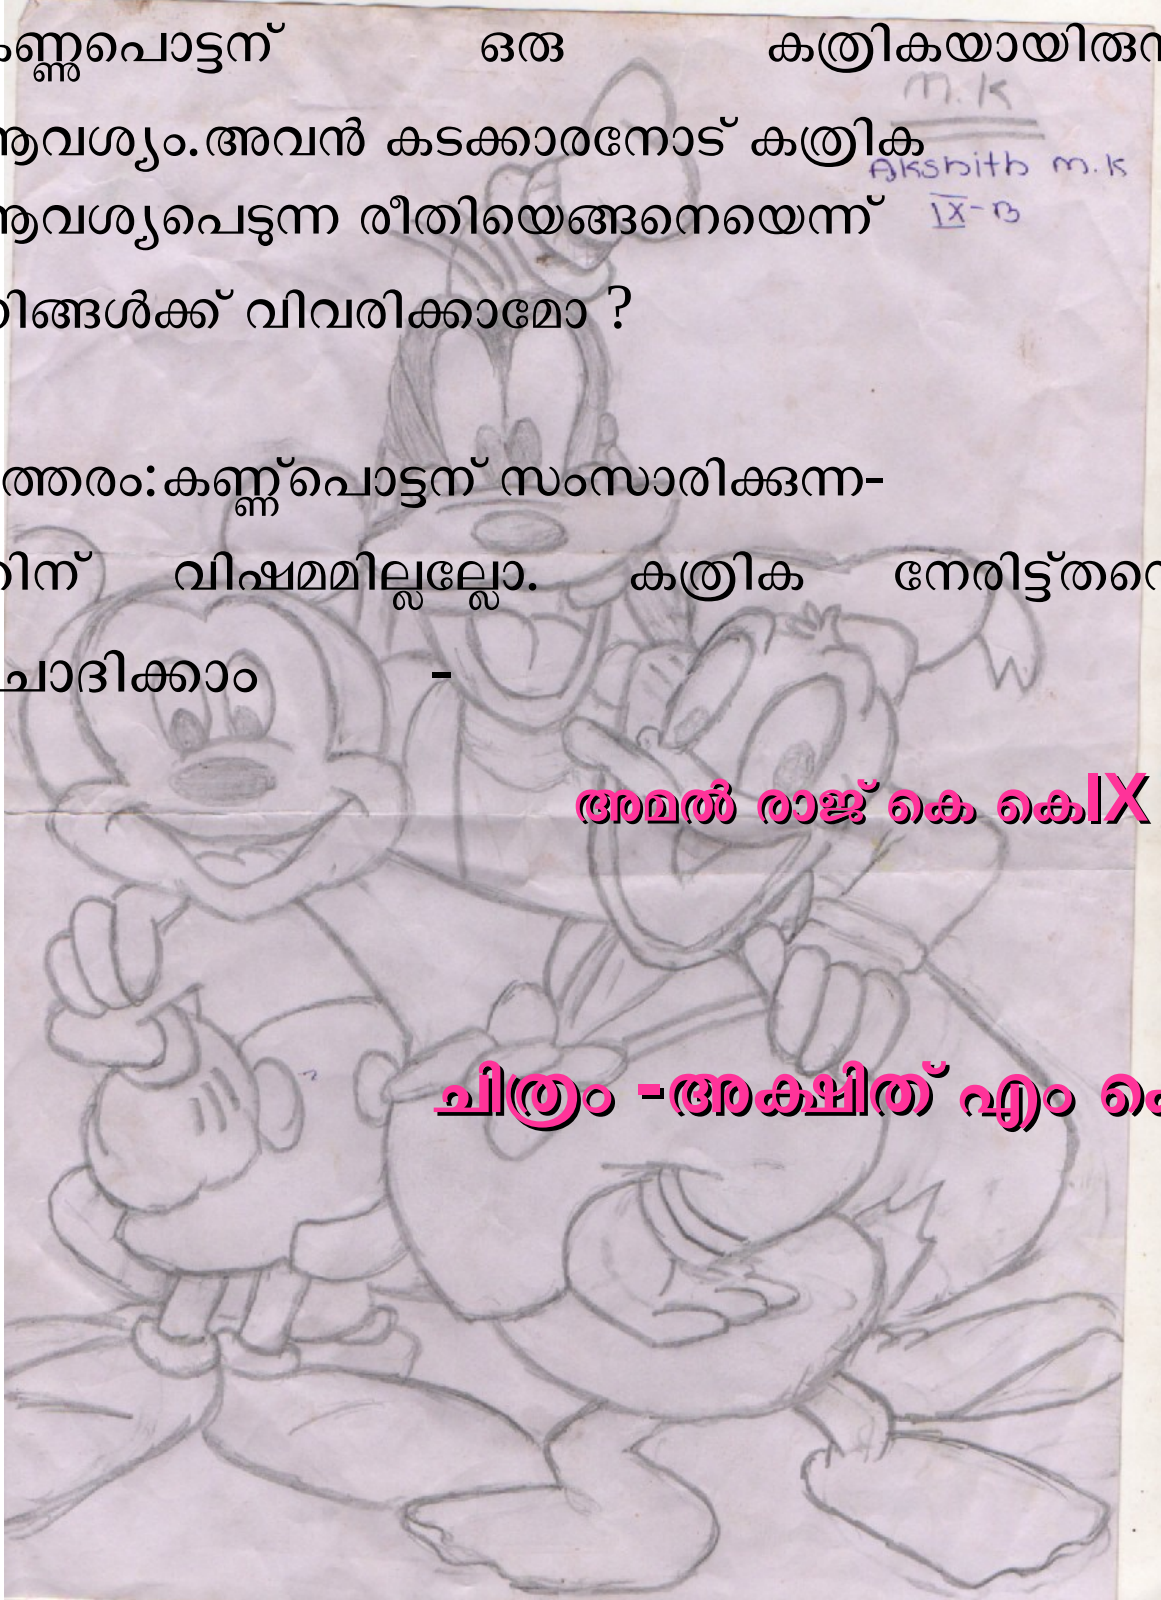 കണ്ണുപൊട്ടന് ഒരു കത്രികയായിരുന്
M.K
ആവശ്യം.അവൻ കടക്കാരനോട് കത്രിക
Akshith M.K
ആവശ്യപെടുന്ന രീതിയെങ്ങനെയെന്ന്
IX-B
നിങ്ങൾക്ക് വിവരിക്കാമോ ?
ത്തരം:കണ്ണ്പൊട്ടന് സംസാരിക്കുന്ന-
തിന് വിഷമമില്ലല്ലോ. കത്രിക നേരിട്ട്തന്നെ
ചാദിക്കാം -
അമൽ രാജ് കെ കെIX
ചിത്രം -അക്ഷിത് എം കെ